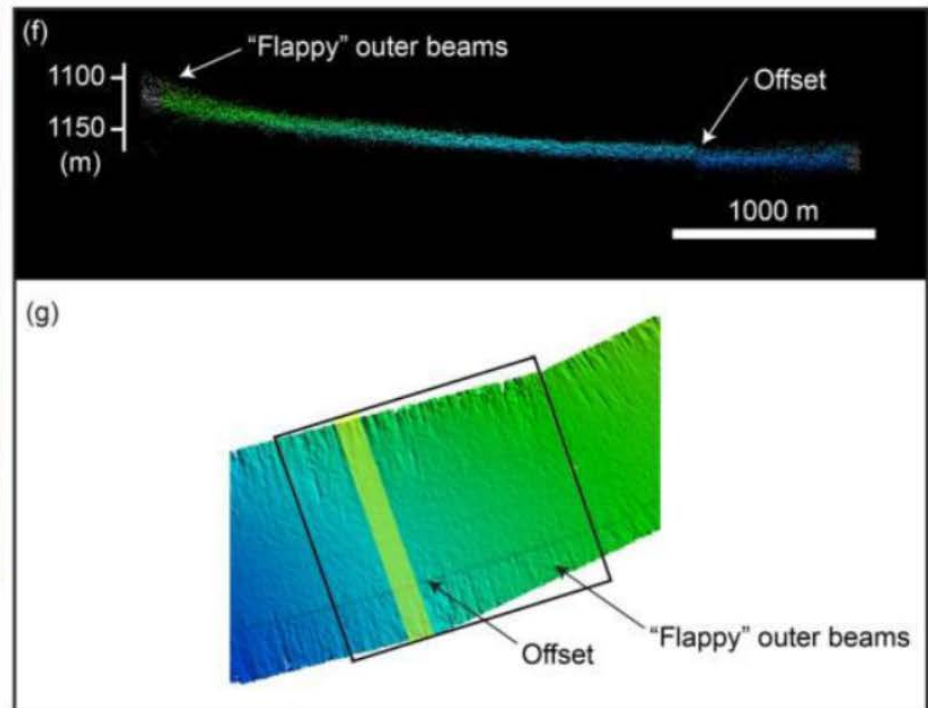 (f)
"Flappy" outer beams
1100
Offset
1150
(m)
1000 m
(g)
Offset
"Flappy" outer beams